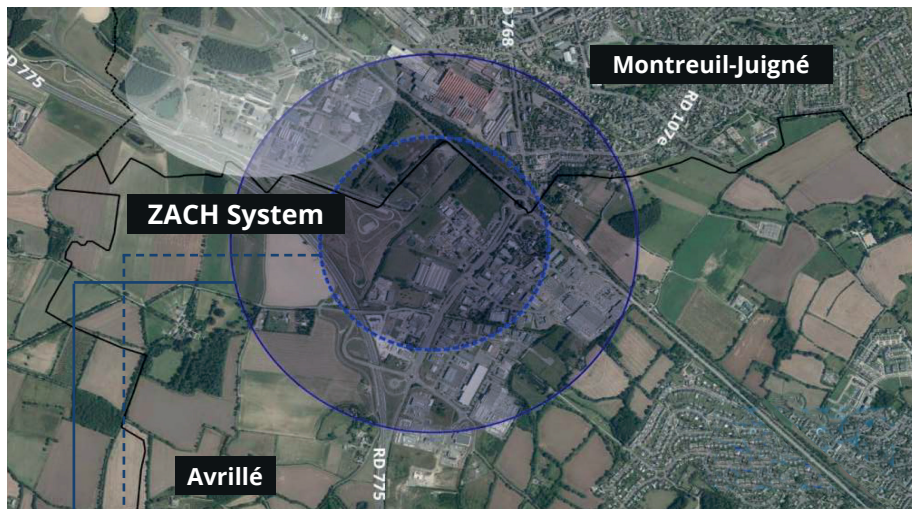 RD 768
Montreuil-Juigné
RD 775
RD 107e
ZACH System
Avrillé
RD 775